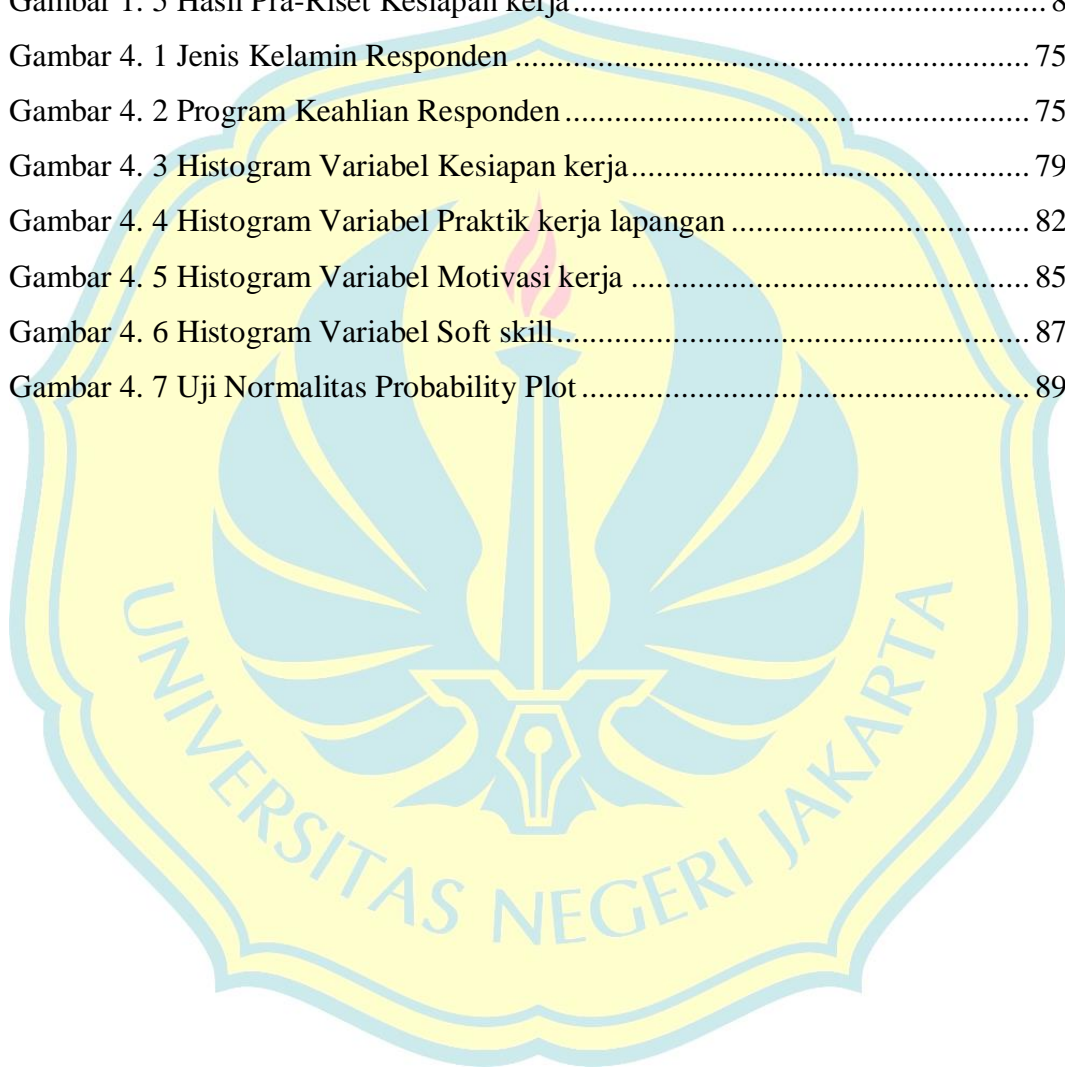 Gambar 1. 5 Hasil Pra-Riset Kesiapan kerja.......................................................... 8
Gambar 4. 1 Jenis Kelamin Responden ................................................................ 75
Gambar 4. 2 Program Keahlian Responden .......................................................... 75
Gambar 4. 3 Histogram Variabel Kesiapan kerja.................................................. 79
Gambar 4. 4 Histogram Variabel Praktik kerja lapangan ...................................... 82
Gambar 4. 5 Histogram Variabel Motivasi kerja .................................................. 85
Gambar 4. 6 Histogram Variabel Soft skill........................................................... 87
Gambar 4. 7 Uji Normalitas Probability Plot ........................................................ 89
UNIVERSITAS NEGERI JAKARTA